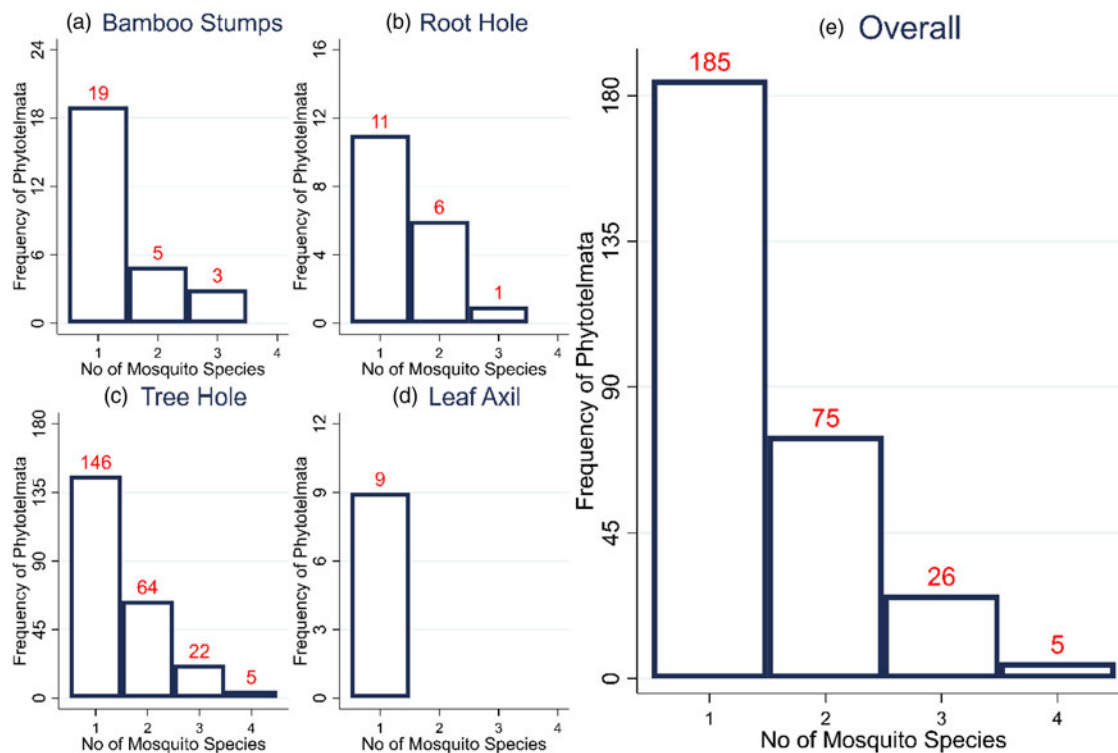 (a) Bamboo Stumps
Frequency of Phytotelmata
24
18
12
6
0
19
5
3
1 2 3 4
No of Mosquito Species
(b) Root Hole
Frequency of Phytotelmata
16
12
8
4
0
11
6
1
1 2 3 4
No of Mosquito Species
(c) Tree Hole
Frequency of Phytotelmata
180
135
90
45
0
146
64
22
5
1 2 3 4
No of Mosquito Species
(d) Leaf Axil
Frequency of Phytotelmata
12
9
6
3
0
9
1 2 3 4
No of Mosquito Species
(e) Overall
Frequency of Phytotelmata
180
135
90
45
0
185
75
26
5
1 2 3 4
No of Mosquito Species